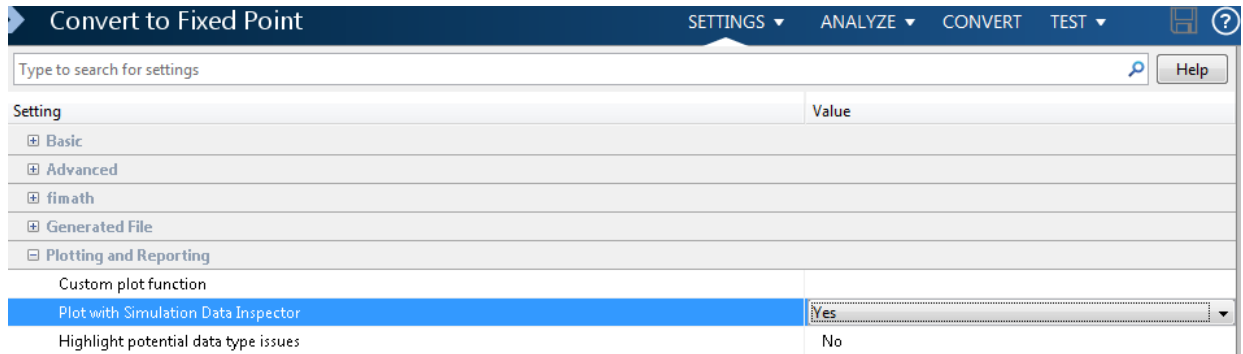 Convert to Fixed Point SETTINGS ▼ ANALYZE ▼ CONVERT TEST ▼ ?
Type to search for settings Help
Setting Value
Basic
Advanced
fimath
Generated File
Plotting and Reporting
Custom plot function
Plot with Simulation Data Inspector Yes
Highlight potential data type issues No